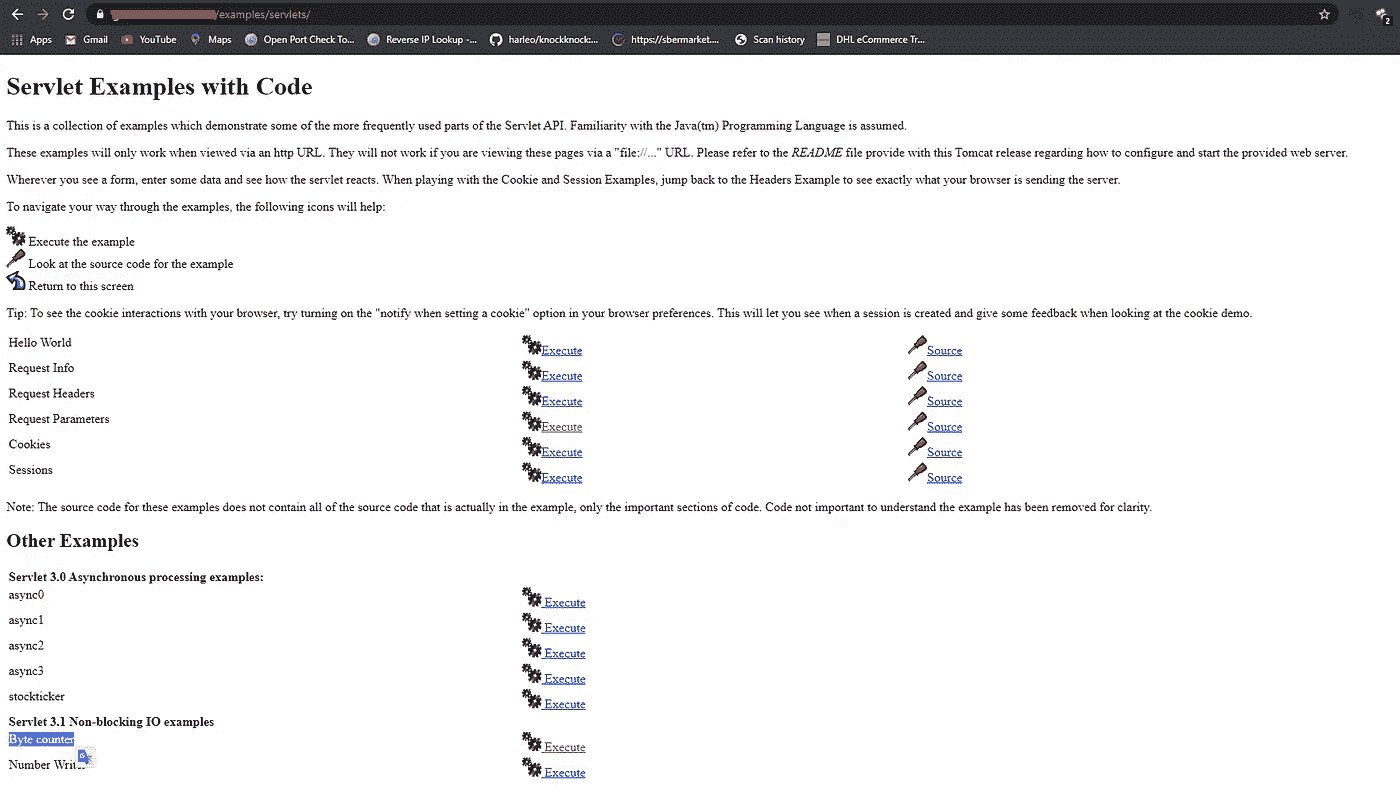 /examples/servlets/
Apps Gmail YouTube Maps Open Port Check To... Reverse IP Lookup -... harleo/knockknock:... https://sbermarket.... Scan history DHL eCommerce Tr...
2
Servlet Examples with Code
This is a collection of examples which demonstrate some of the more frequently used parts of the Servlet API. Familiarity with the Java(tm) Programming Language is assumed.
These examples will only work when viewed via an http URL. They will not work if you are viewing these pages via a "file://..." URL. Please refer to the README file provide with this Tomcat release regarding how to configure and start the provided web server.
Wherever you see a form, enter some data and see how the servlet reacts. When playing with the Cookie and Session Examples, jump back to the Headers Example to see exactly what your browser is sending the server.
To navigate your way through the examples, the following icons will help:
Execute the example
Look at the source code for the example
Return to this screen
Tip: To see the cookie interactions with your browser, try turning on the "notify when setting a cookie" option in your browser preferences. This will let you see when a session is created and give some feedback when looking at the cookie demo.
Hello World Execute Source
Request Info Execute Source
Request Headers Execute Source
Request Parameters Execute Source
Cookies Execute Source
Sessions Execute Source
Note: The source code for these examples does not contain all of the source code that is actually in the example, only the important sections of code. Code not important to understand the example has been removed for clarity.
Other Examples
Servlet 3.0 Asynchronous processing examples:
async0 Execute
async1 Execute
async2 Execute
async3 Execute
stockticker Execute
Servlet 3.1 Non-blocking IO examples
Byte counter Execute
Number Execute